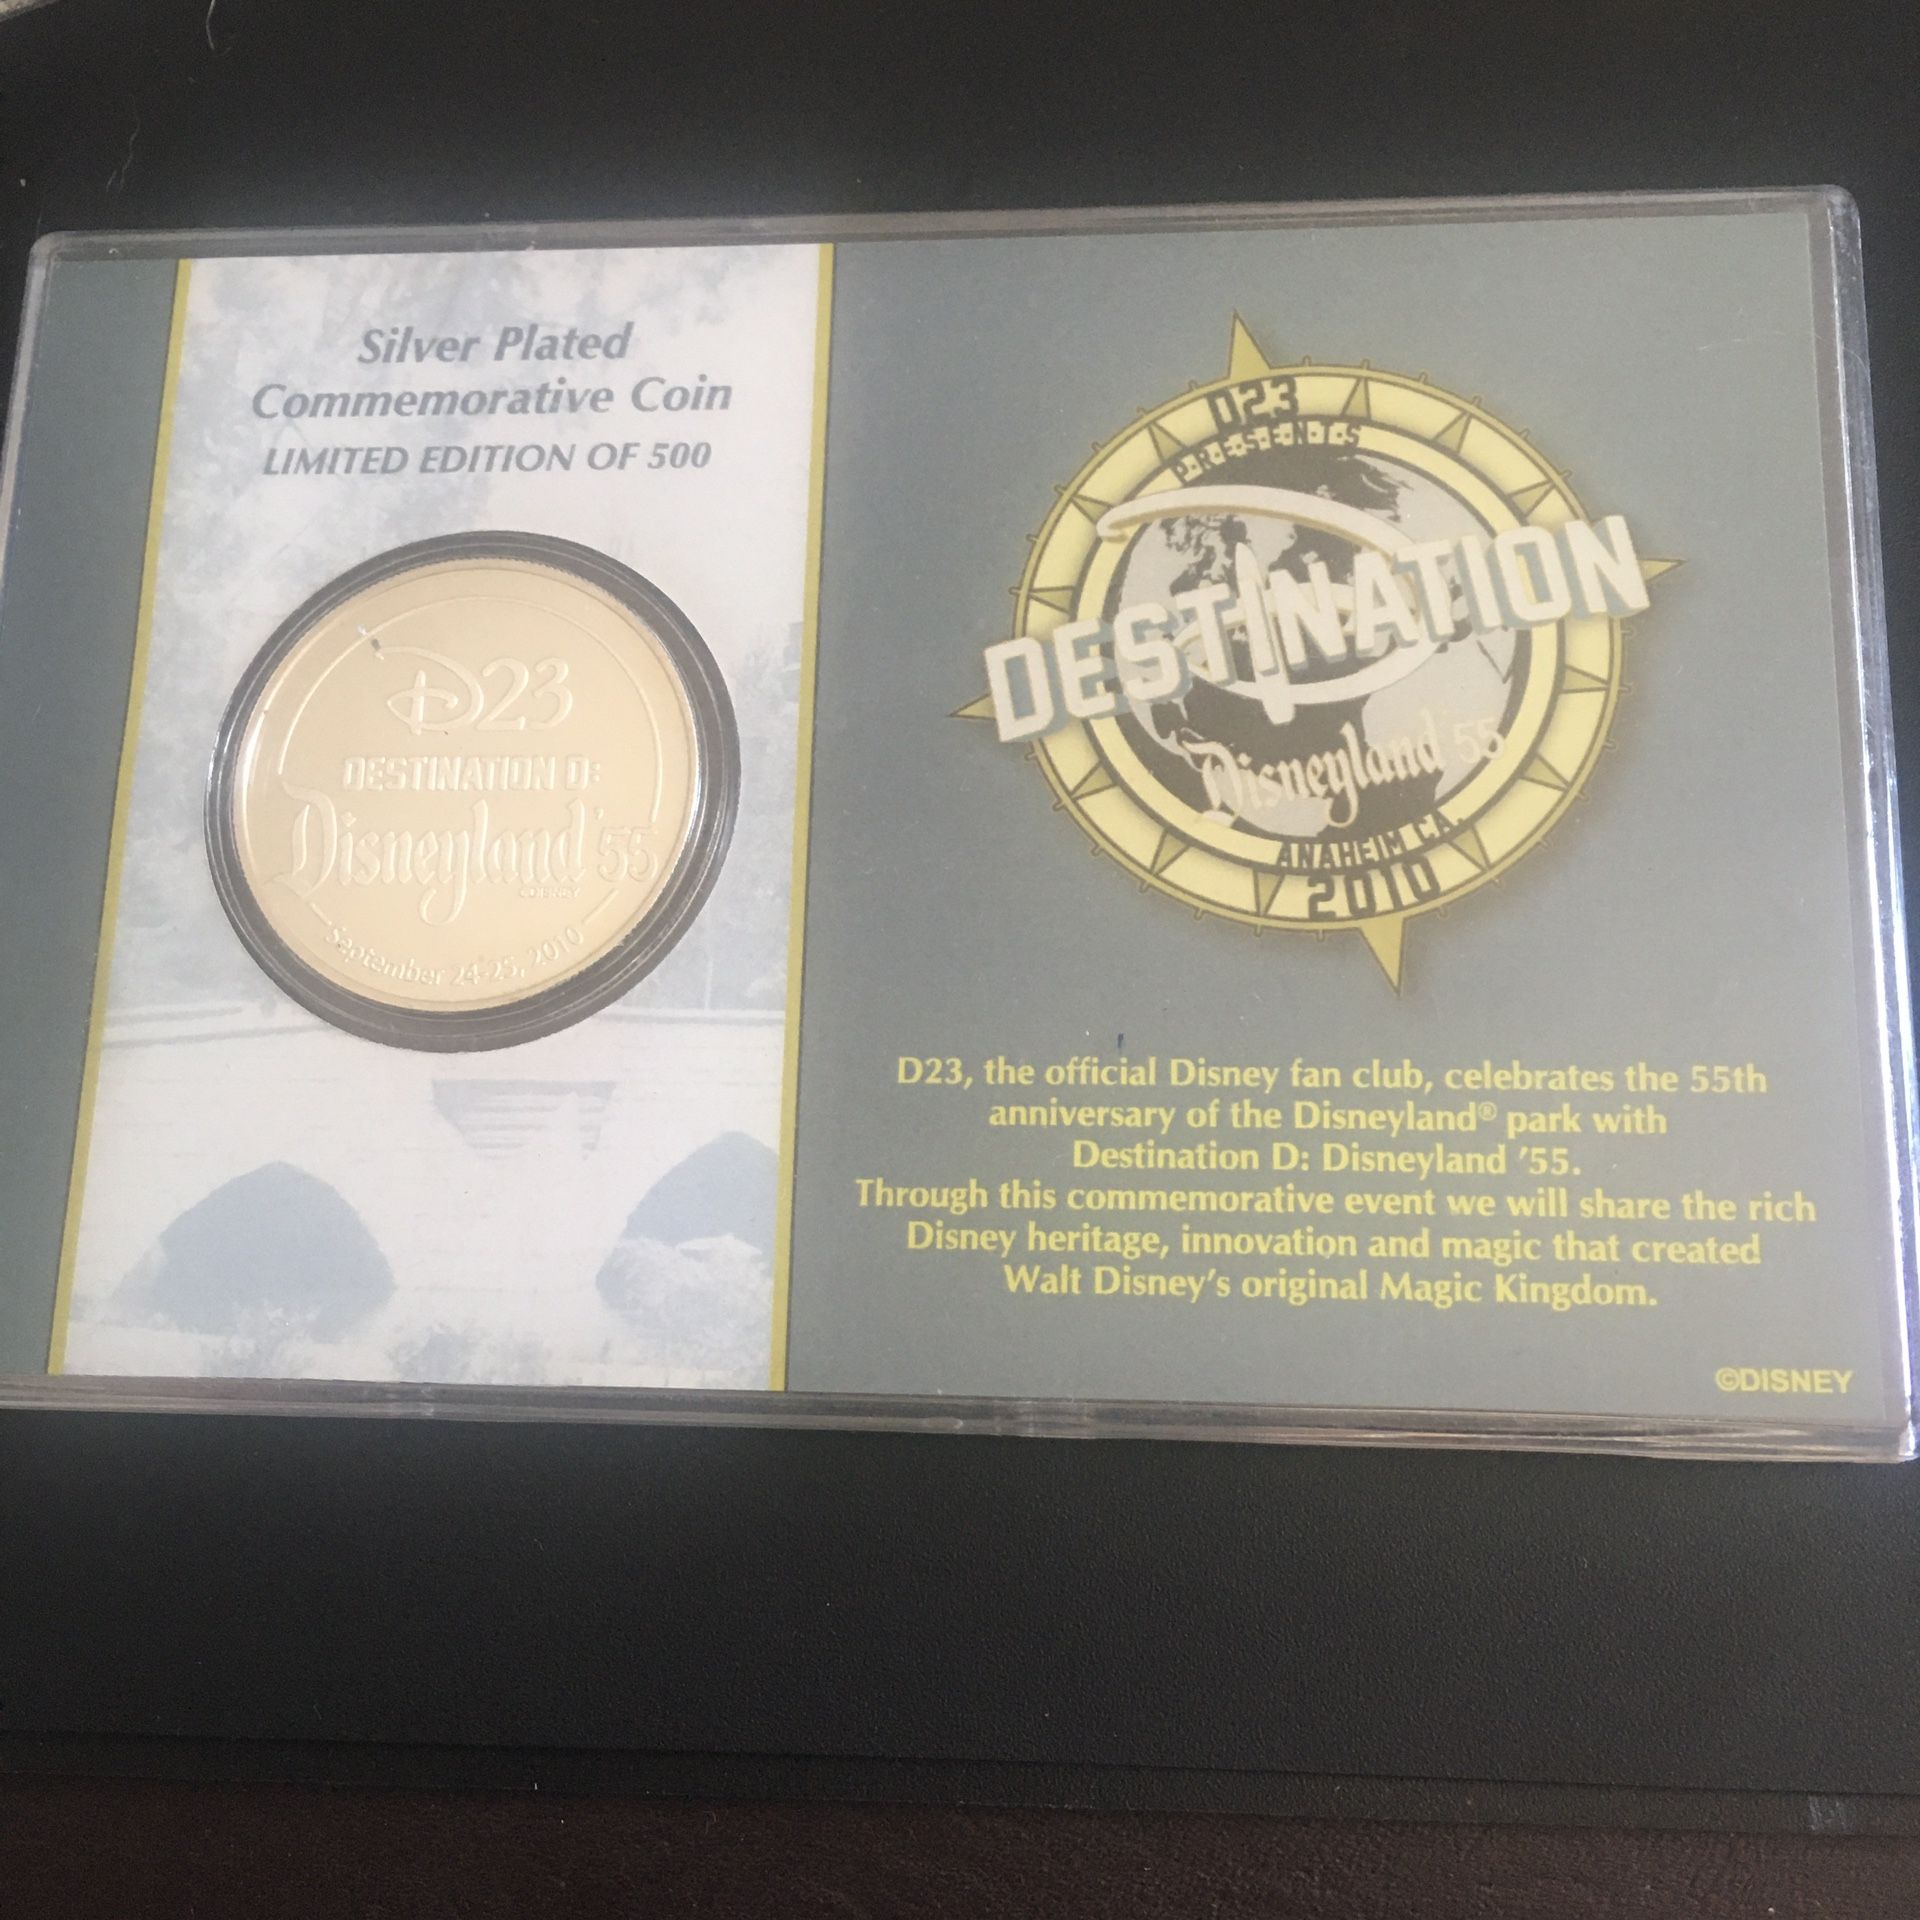 Silver Plated
Commemorative Coin
LIMITED EDITION OF 500
D23
DESTINATION D:
Disneyland '55
©DISNEY
September 24-25, 2010
D23
PRESENTS
DESTINATION
Disneyland '55
ANAHEIM CA.
2010
D23, the official Disney fan club, celebrates the 55th
anniversary of the Disneyland® park with
Destination D: Disneyland '55.
Through this commemorative event we will share the rich
Disney heritage, innovation and magic that created
Walt Disney's original Magic Kingdom.
©DISNEY